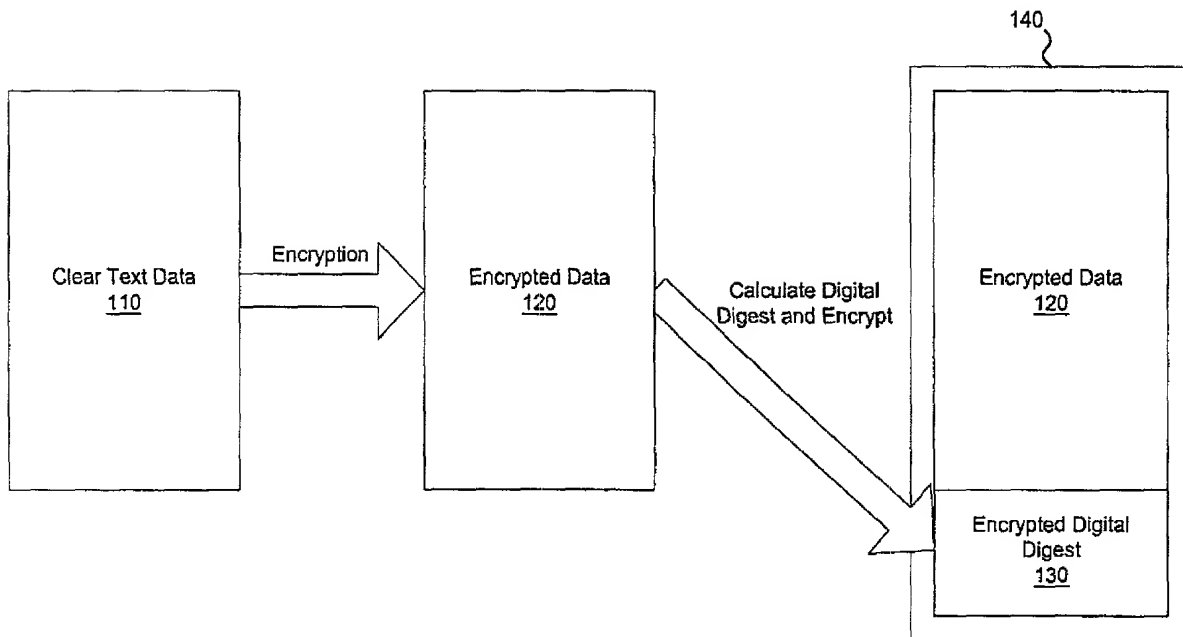 140
Clear Text Data
110
Encryption
Encrypted Data
120
Calculate Digital
Digest and Encrypt
Encrypted Data
120
Encrypted Digital
Digest
130